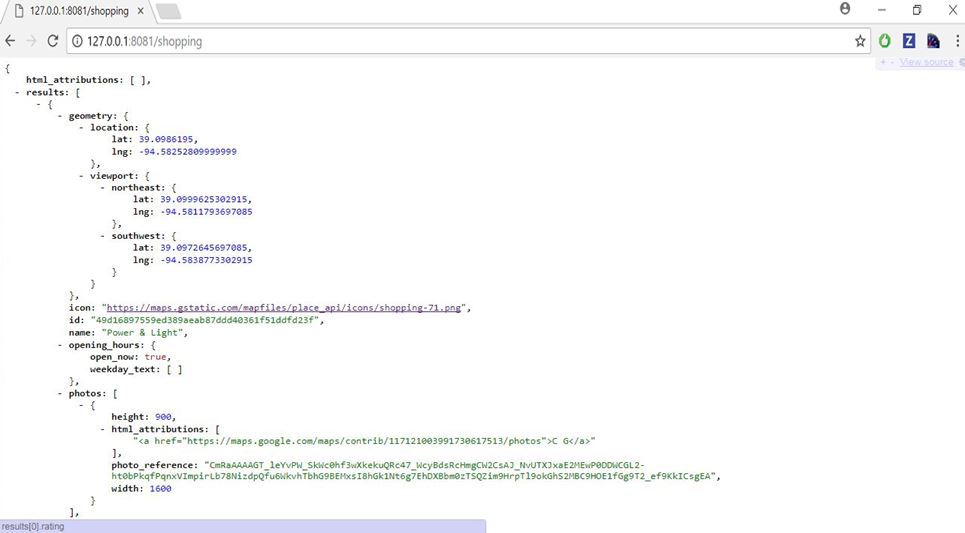 127.0.0.1:8081/shopping
127.0.0.1:8081/shopping
+ - View source
{
html_attributions: [ ],
- results: [
- {
- geometry: {
- location: {
lat: 39.0986195,
lng: -94.58252809999999
},
- viewport: {
- northeast: {
lat: 39.0999625302915,
lng: -94.5811793697085
},
- southwest: {
lat: 39.0972645697085,
lng: -94.5838773302915
}
}
},
icon: "https://maps.gstatic.com/mapfiles/place_api/icons/shopping-71.png",
id: "49d16897559ed389aeab87ddd40361f51ddfd23f",
name: "Power & Light",
- opening_hours: {
open_now: true,
weekday_text: [ ]
},
- photos: [
- {
height: 900,
- html_attributions: [
"<a href="https://maps.google.com/maps/contrib/117121003991730617513/photos">C G</a>"
],
photo_reference: "CmRaAAAAGT_leYvPW_SkWc0hf3wXkekuQRc47_WcyBdsRcHmgCW2CsAJ_NvUTXJxaE2MEwP0DDWCGL2-
ht0bPkqfPqnxVImpirLb78NizdpQfu6WkvhTbhG9BEMxsI8hGk1Nt6g7EhDXBbm0zTSQZim9HrpTl9okGhS2MBC9HOE1fGg9T2_ef9KkICsgEA",
width: 1600
}
],
results[0].rating